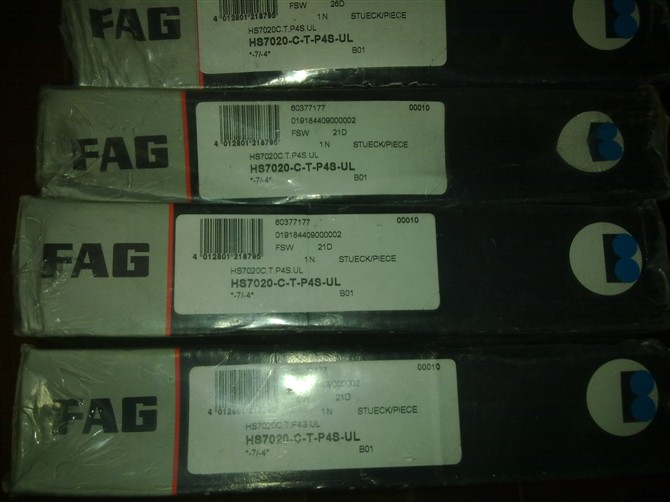 FAG
FSW 26D
4 012801 218795
1N STUECK/PIECE
HS7020C.T.P4S.UL
HS7020-C-T-P4S-UL
"-7/-4" B01
FAG
60377177 00010
019184409000002
FSW 21D
4 012801 218795
1N STUECK/PIECE
HS7020C.T.P4S.UL
HS7020-C-T-P4S-UL
"-7/-4" B01
FAG
60377177 00010
019184409000002
FSW 21D
4 012801 218795
1N STUECK/PIECE
HS7020C.T.P4S.UL
HS7020-C-T-P4S-UL
"-7/-4" B01
FAG
00010
21D
1N STUECK/PIECE
HS7020C.T.P4S.UL
HS7020-C-T-P4S-UL
"-7/-4" B01